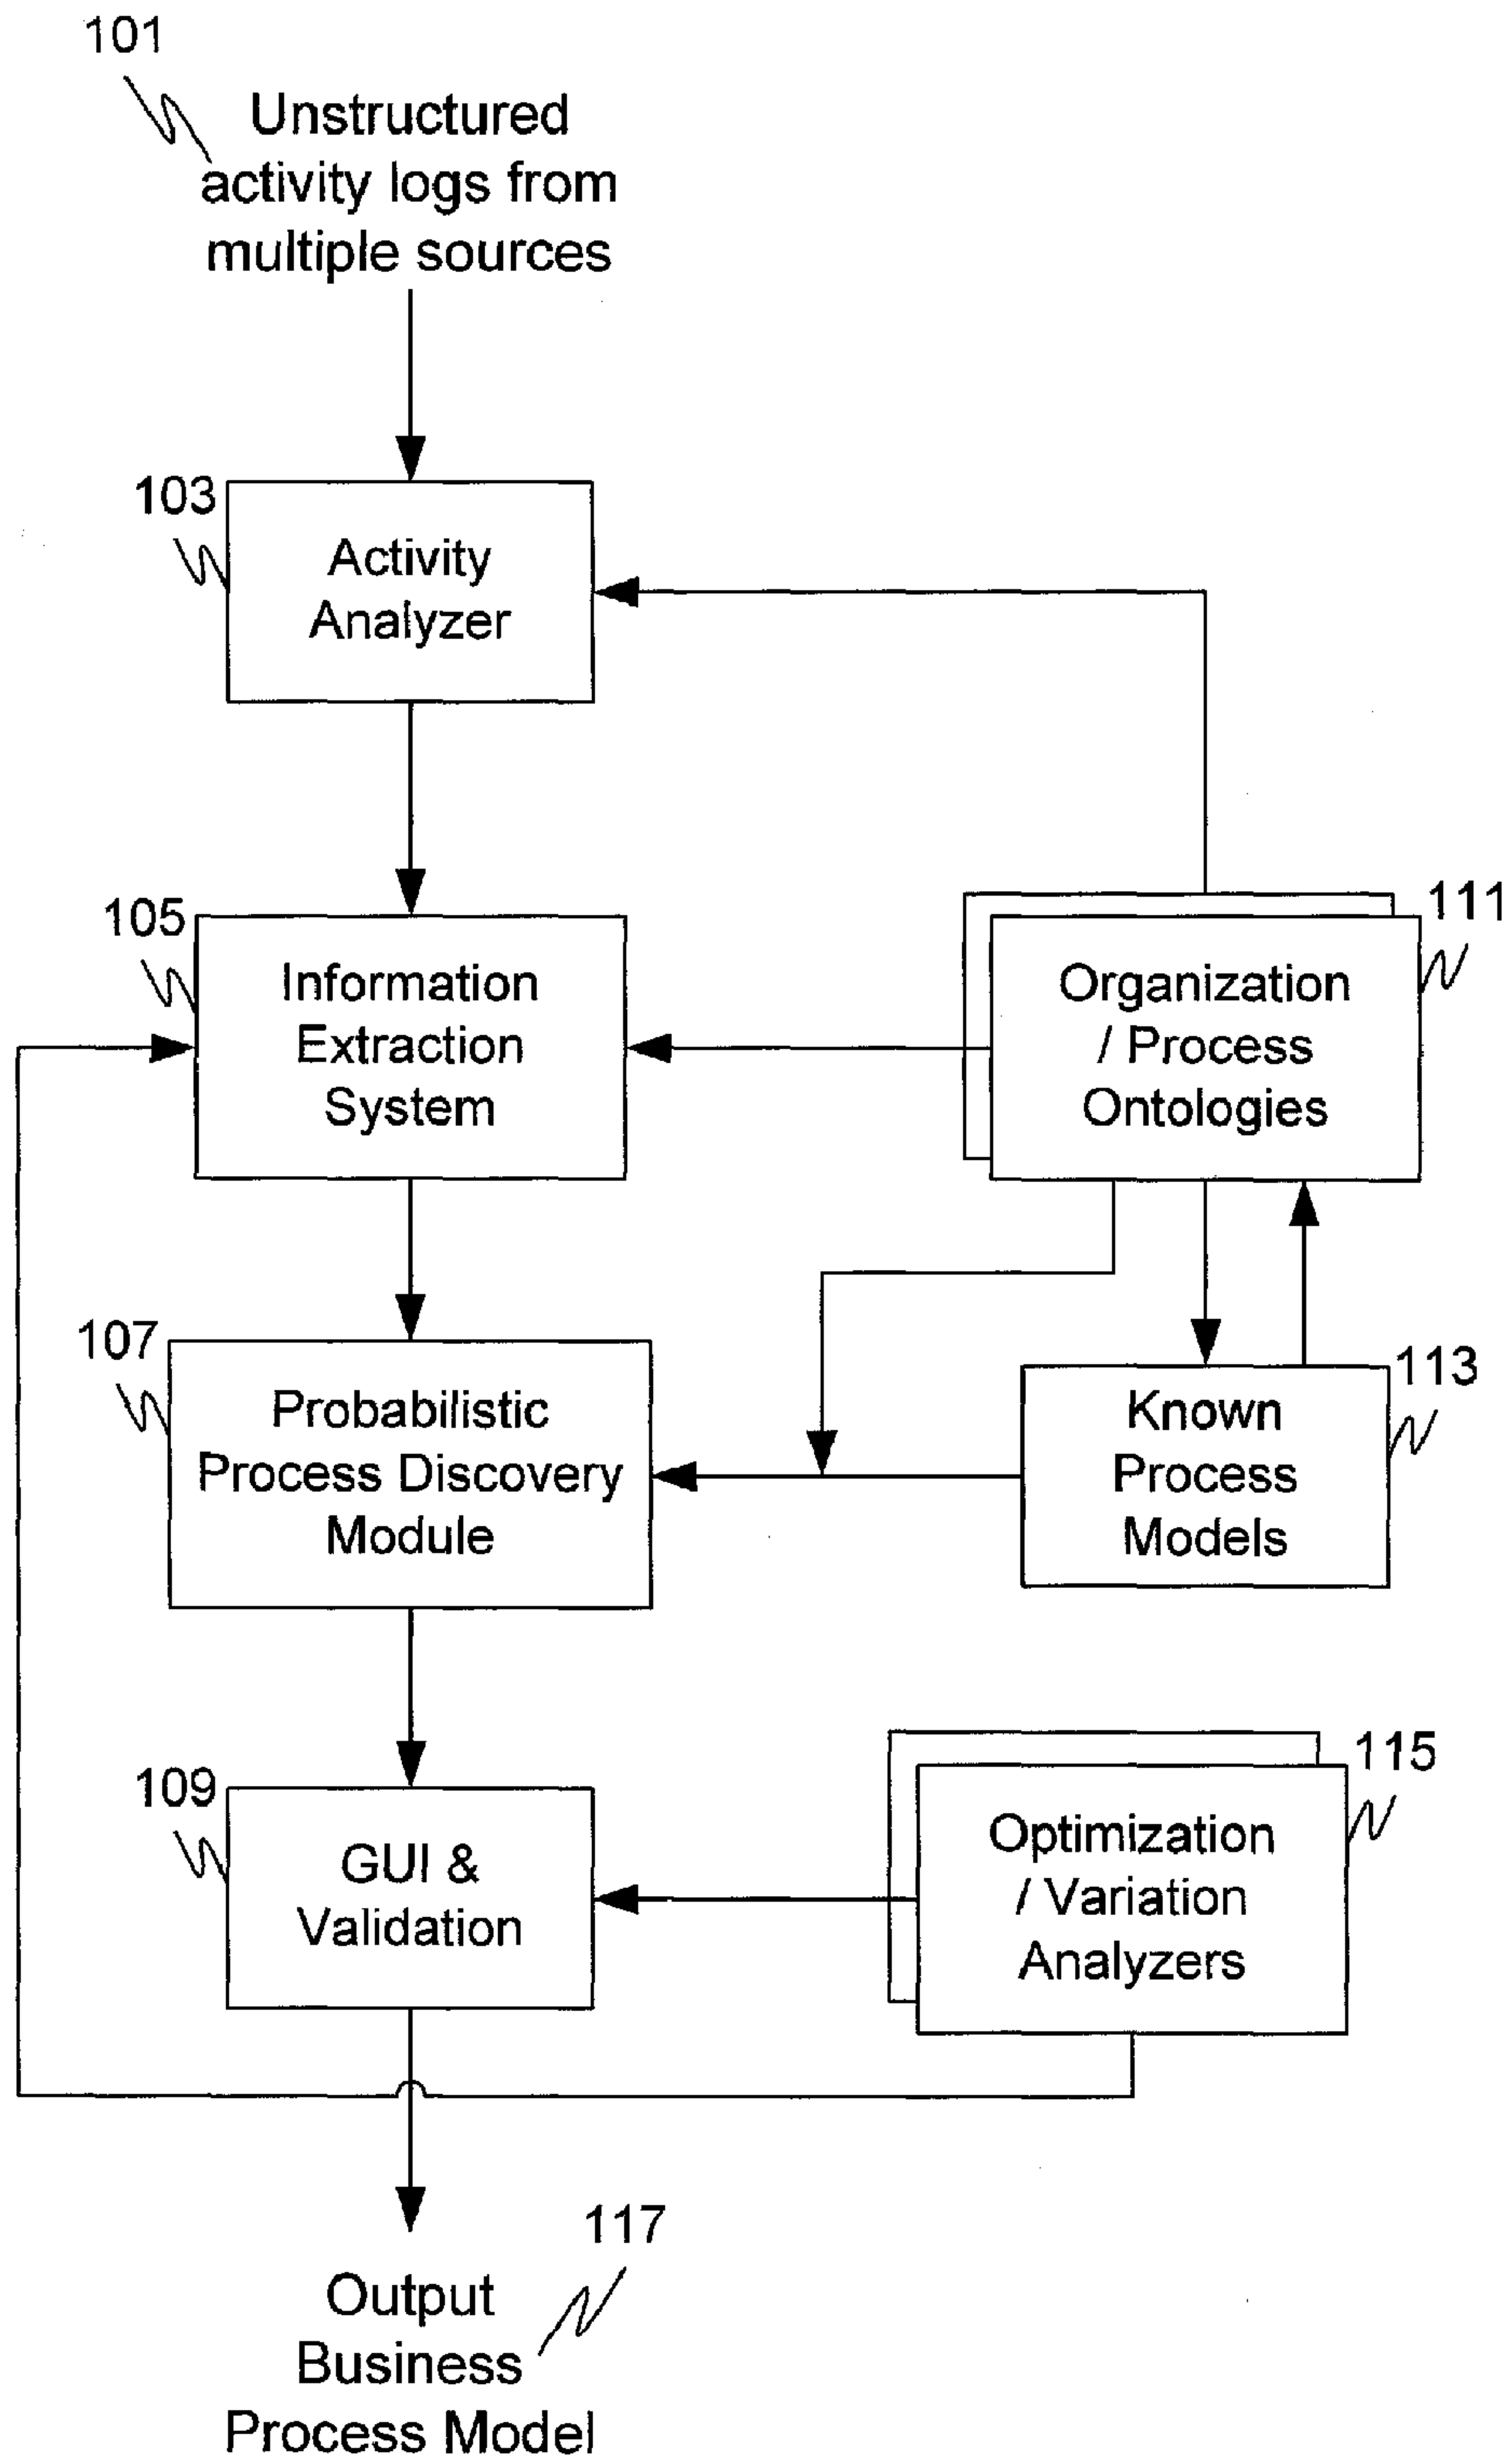 101
Unstructured
activity logs from
multiple sources
103
Activity
Analyzer
105
Information
Extraction
System
111
Organization
/ Process
Ontologies
107
Probabilistic
Process Discovery
Module
113
Known
Process
Models
109
GUI &
Validation
115
Optimization
/ Variation
Analyzers
117
Output
Business
Process Model